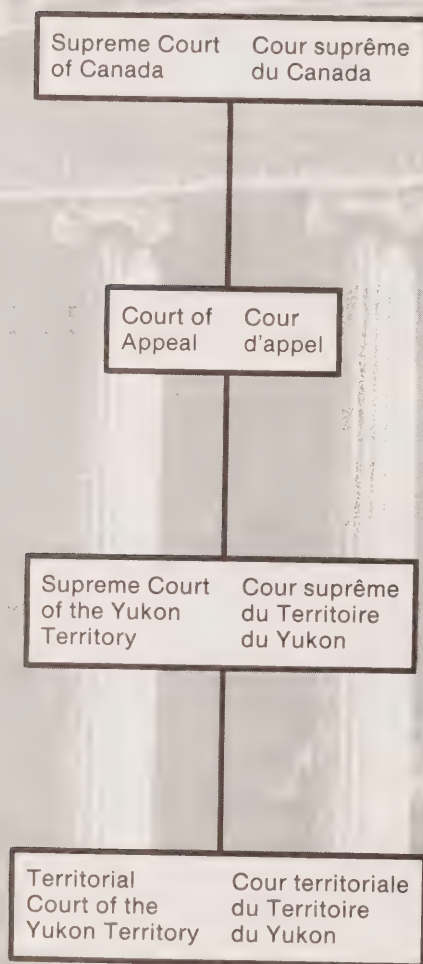 Supreme Court
of Canada
Cour suprême
du Canada
Court of
Appeal
Cour
d'appel
Supreme Court
of the Yukon
Territory
Cour suprême
du Territoire
du Yukon
Territorial
Court of the
Yukon Territory
Cour territoriale
du Territoire
du Yukon